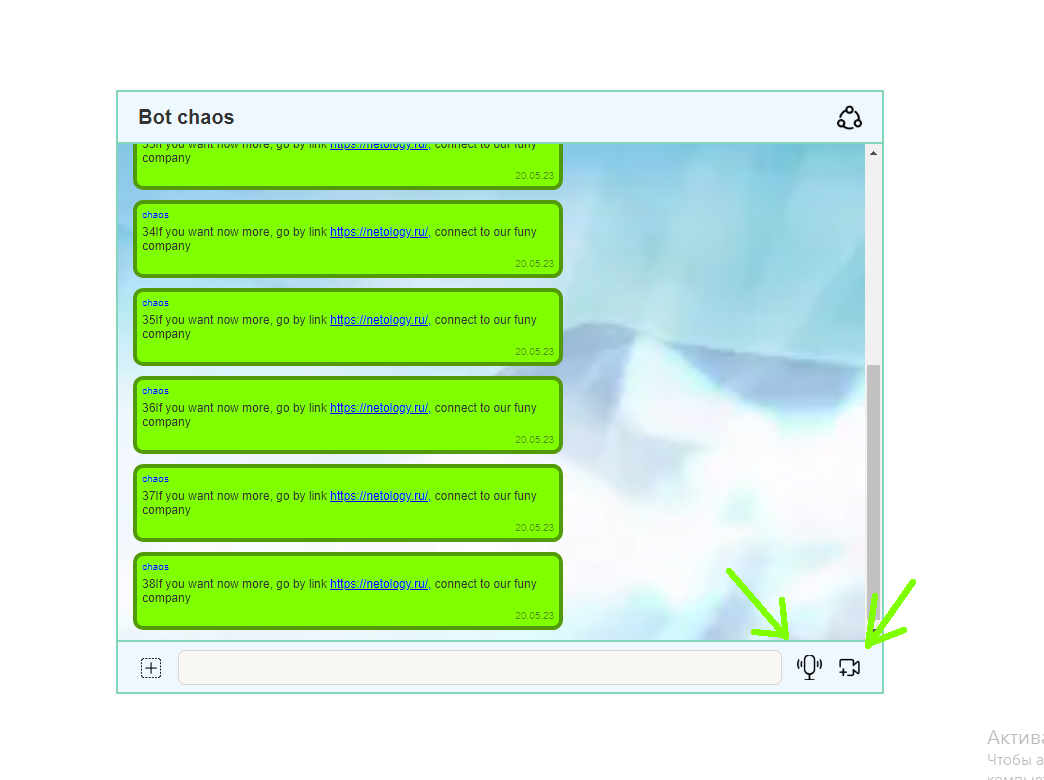 Bot chaos
If you want now more, go by link https://netology.ru/, connect to our funy
company
20.05.23
chaos
34If you want now more, go by link https://netology.ru/, connect to our funy
company
20.05.23
chaos
35If you want now more, go by link https://netology.ru/, connect to our funy
company
20.05.23
chaos
36If you want now more, go by link https://netology.ru/, connect to our funy
company
20.05.23
chaos
37If you want now more, go by link https://netology.ru/, connect to our funy
company
20.05.23
chaos
38If you want now more, go by link https://netology.ru/, connect to our funy
company
20.05.23
Актива
Чтобы а